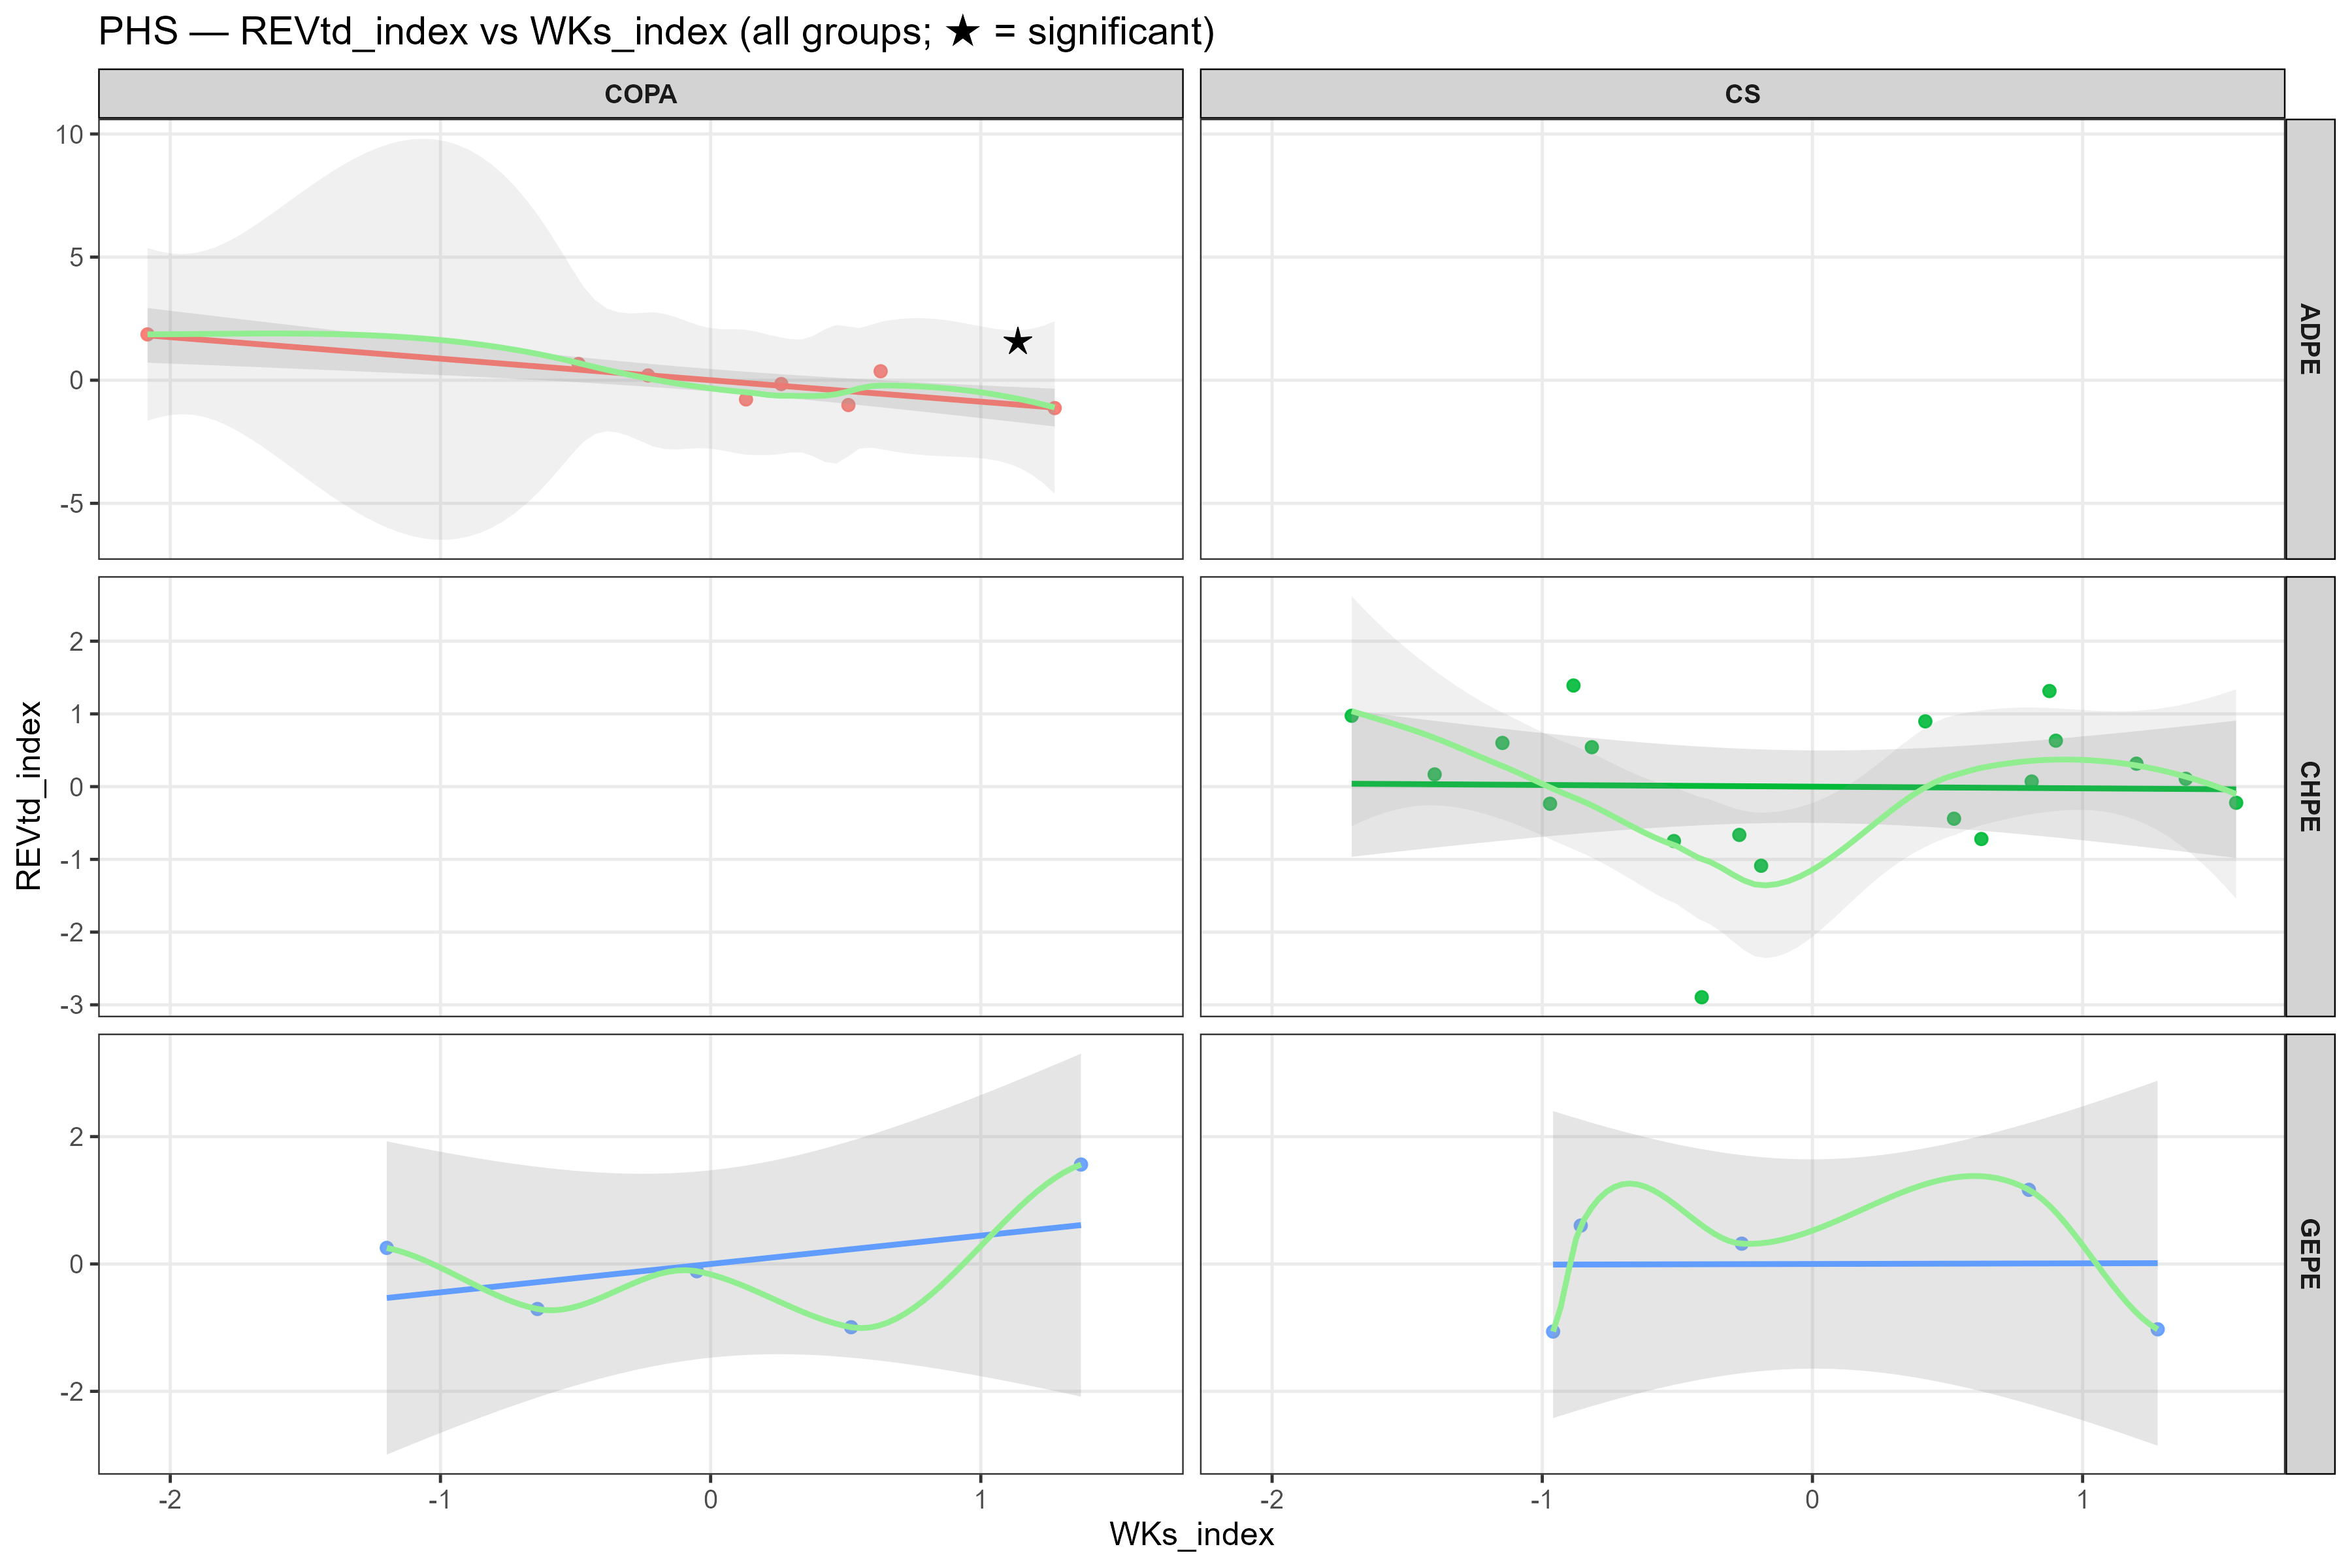 PHS — REVtd_index vs WKs_index (all groups; ★ = significant)
COPA
CS
10
5
0
-5
ADPE
2
1
0
-1
-2
-3
CHPE
2
0
-2
GEPE
REVtd_index
-2 -1 0 1
-2 -1 0 1
WKs_index